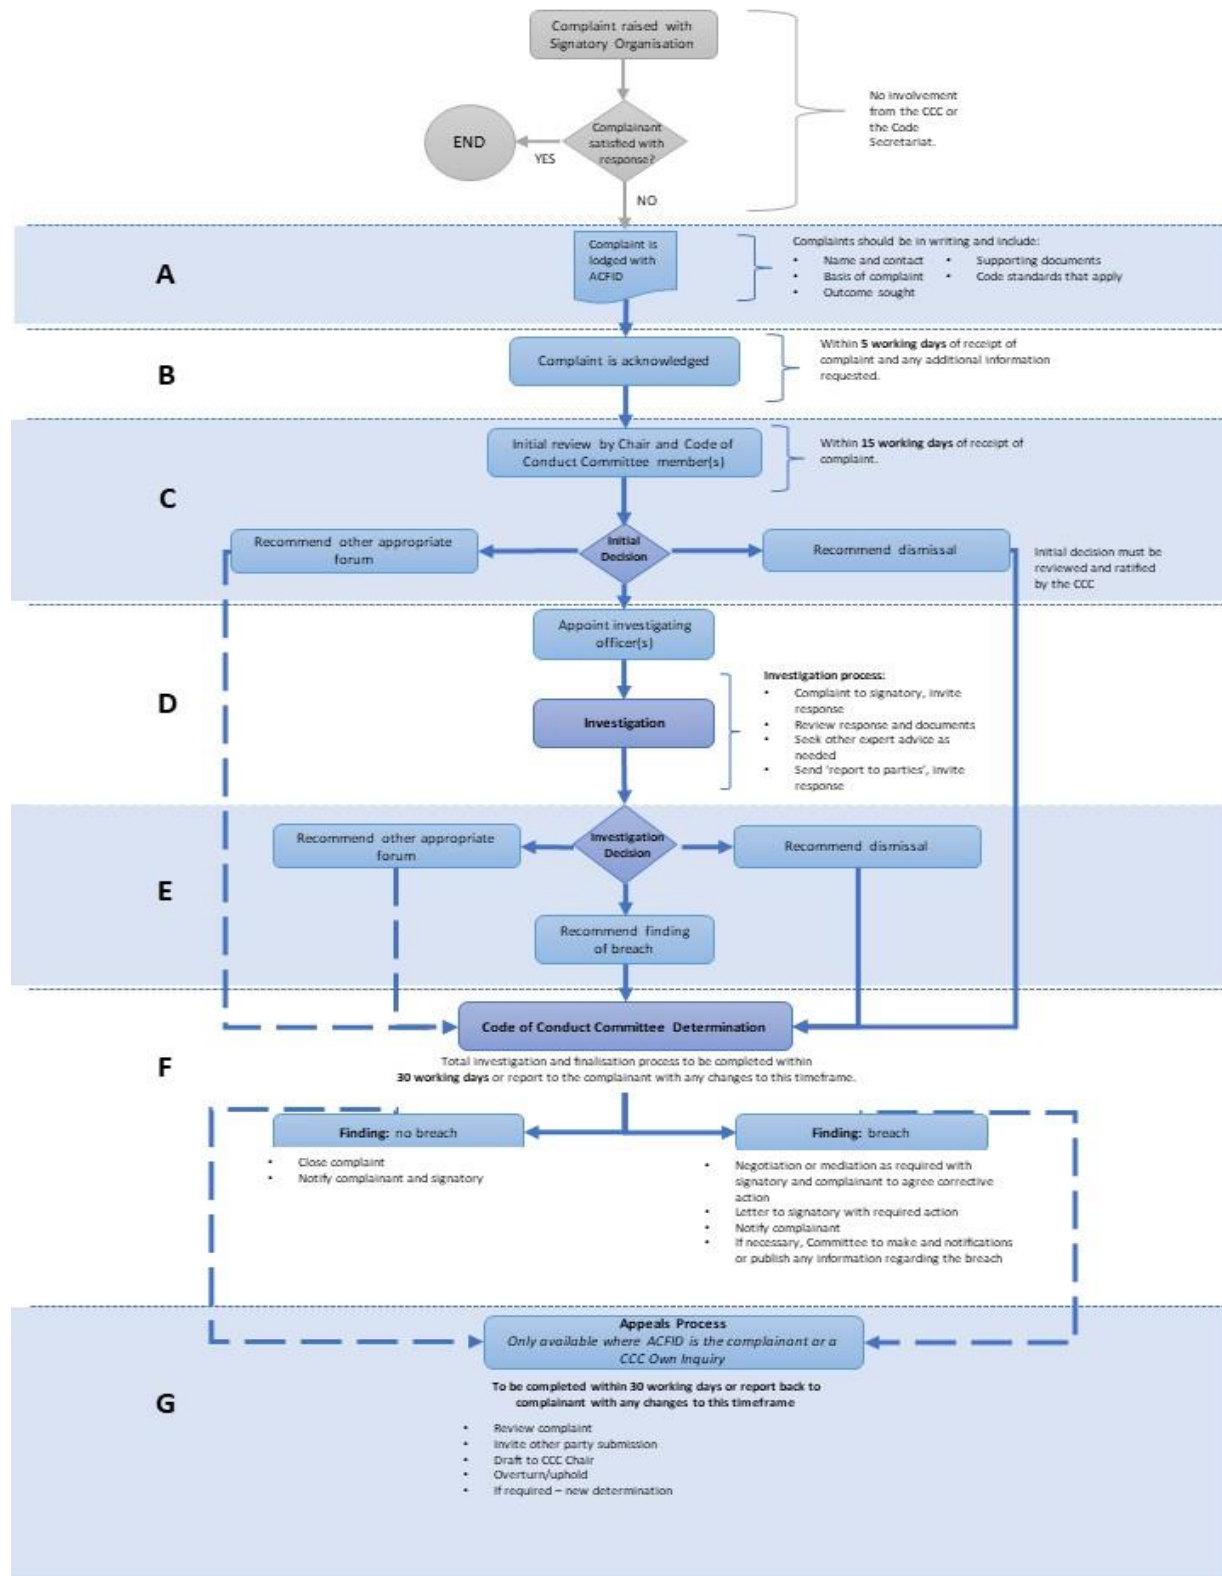 Complaint raised with
Signatory Organisation
No involvement
from the CCC or
the Code
Secretariat.
Complainant
satisfied with
response?
END
YES
NO
A
Complaint is
lodged with
ACFID
Complaints should be in writing and include:
• Name and contact • Supporting documents
• Basis of complaint • Code standards that apply
• Outcome sought
B
Complaint is acknowledged
Within 5 working days of receipt of
complaint and any additional information
requested.
C
Initial review by Chair and Code of
Conduct Committee member(s)
Within 15 working days of receipt of
complaint.
Recommend other appropriate
forum
Initial
Decision
Recommend dismissal
Initial decision must be
reviewed and ratified
by the CCC
D
Appoint investigating
officer(s)
Investigation
Investigation process:
• Complaint to signatory, invite
response
• Review response and documents
• Seek other expert advice as
needed
• Send 'report to parties', invite
response
E
Recommend other appropriate
forum
Investigation
Decision
Recommend dismissal
Recommend finding
of breach
F
Code of Conduct Committee Determination
Total investigation and finalisation process to be completed within
30 working days or report to the complainant with any changes to this timeframe.
Finding: no breach
• Close complaint
• Notify complainant and signatory
Finding: breach
• Negotiation or mediation as required with
signatory and complainant to agree corrective
action
• Letter to signatory with required action
• Notify complainant
• If necessary, Committee to make and notifications
or publish any information regarding the breach
G
Appeals Process
Only available where ACFID is the complainant or a
CCC Own Inquiry
To be completed within 30 working days or report back to
complainant with any changes to this timeframe
• Review complaint
• Invite other party submission
• Draft to CCC Chair
• Overturn/uphold
• If required – new determination